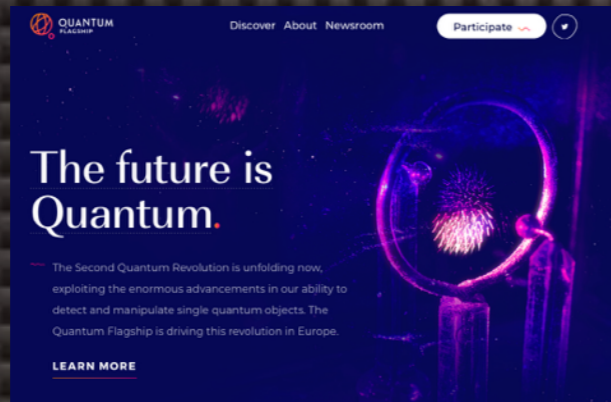 QUANTUM
FLAGSHIP
Discover About Newsroom
Participate
The future is
Quantum.
The Second Quantum Revolution is unfolding now,
exploiting the enormous advancements in our ability to
detect and manipulate single quantum objects. The
Quantum Flagship is driving this revolution in Europe.
LEARN MORE